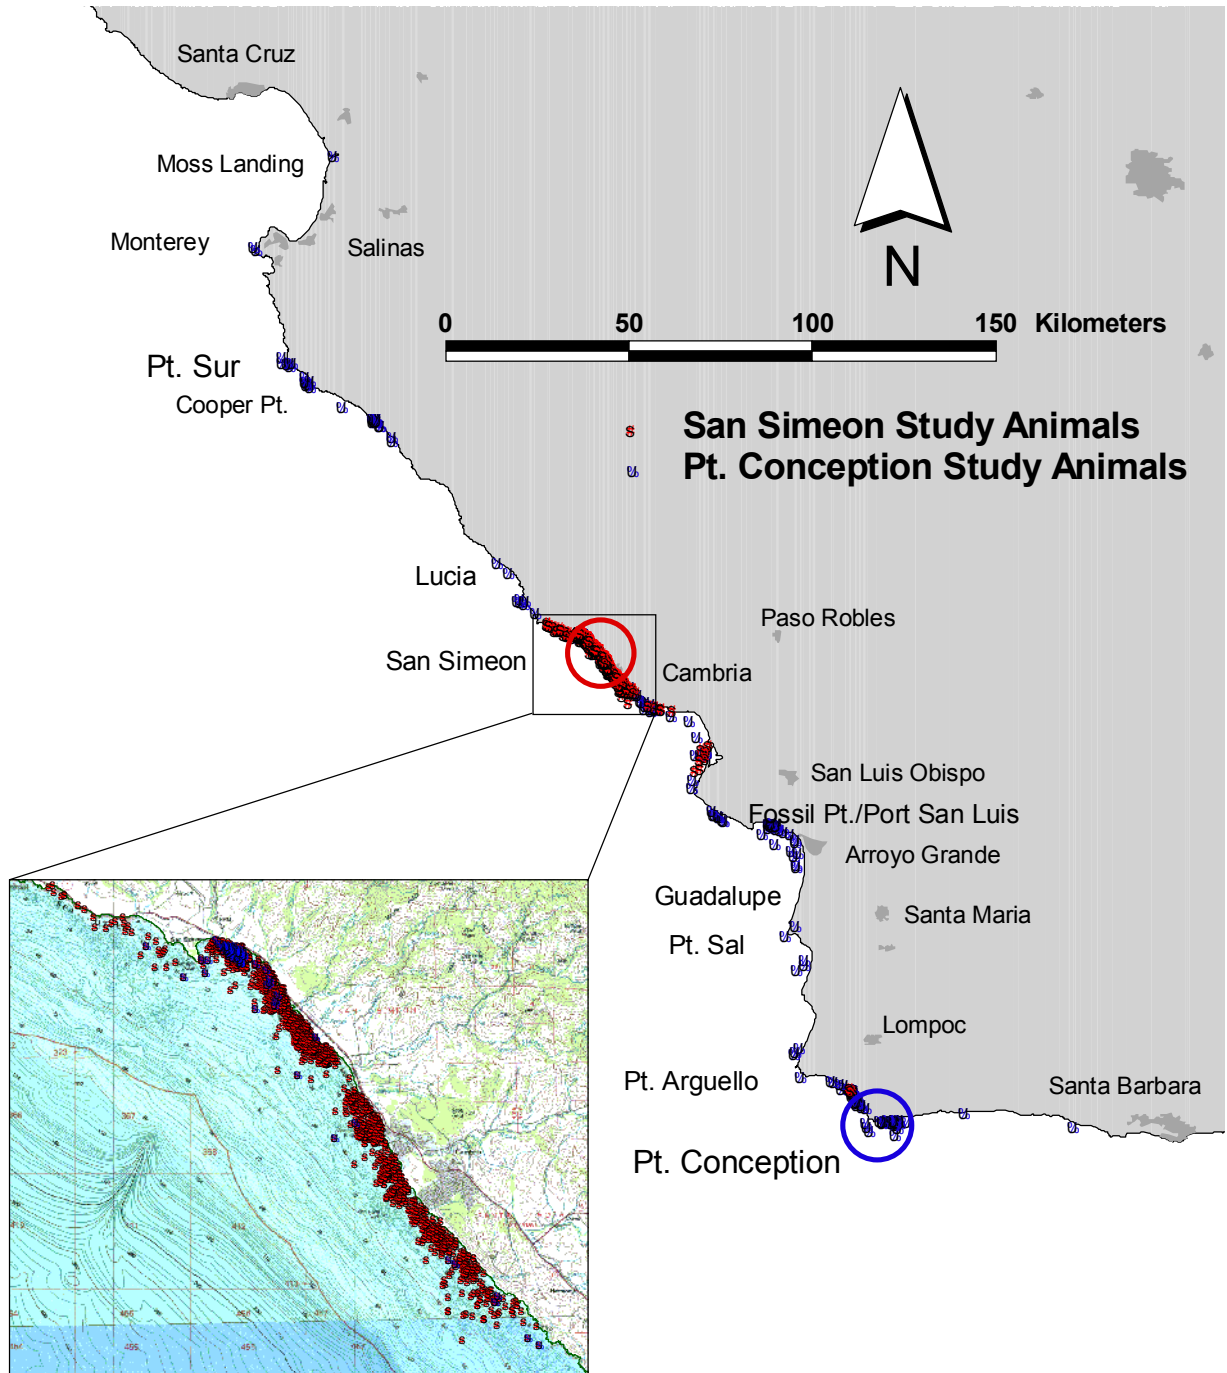 Santa Cruz
Moss Landing
Monterey
Salinas
N
0 50 100 150 Kilometers
Pt. Sur
Cooper Pt.
San Simeon Study Animals
Pt. Conception Study Animals
Lucia
Paso Robles
San Simeon
Cambria
San Luis Obispo
Fossil Pt./Port San Luis
Arroyo Grande
Guadalupe
Santa Maria
Pt. Sal
Lompoc
Pt. Arguello
Santa Barbara
Pt. Conception